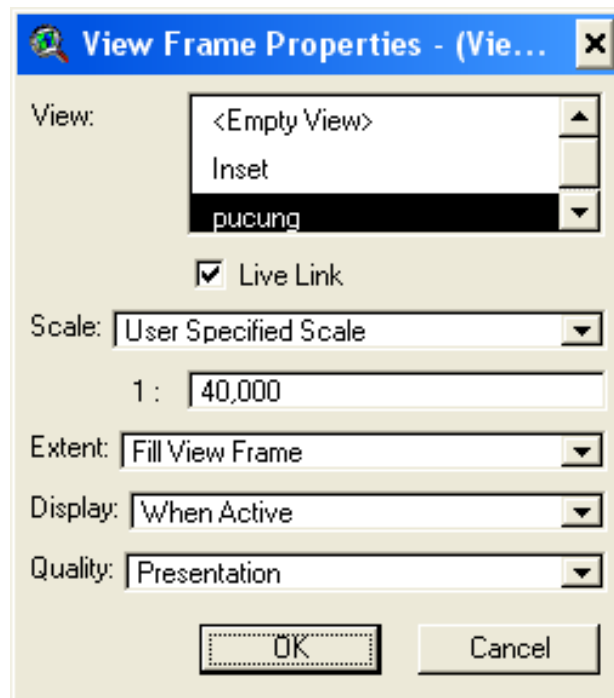 View Frame Properties - (Vie...
View:
<Empty View>
Inset
pucung
Live Link
Scale: User Specified Scale
1 : 40,000
Extent: Fill View Frame
Display: When Active
Quality: Presentation
OK Cancel